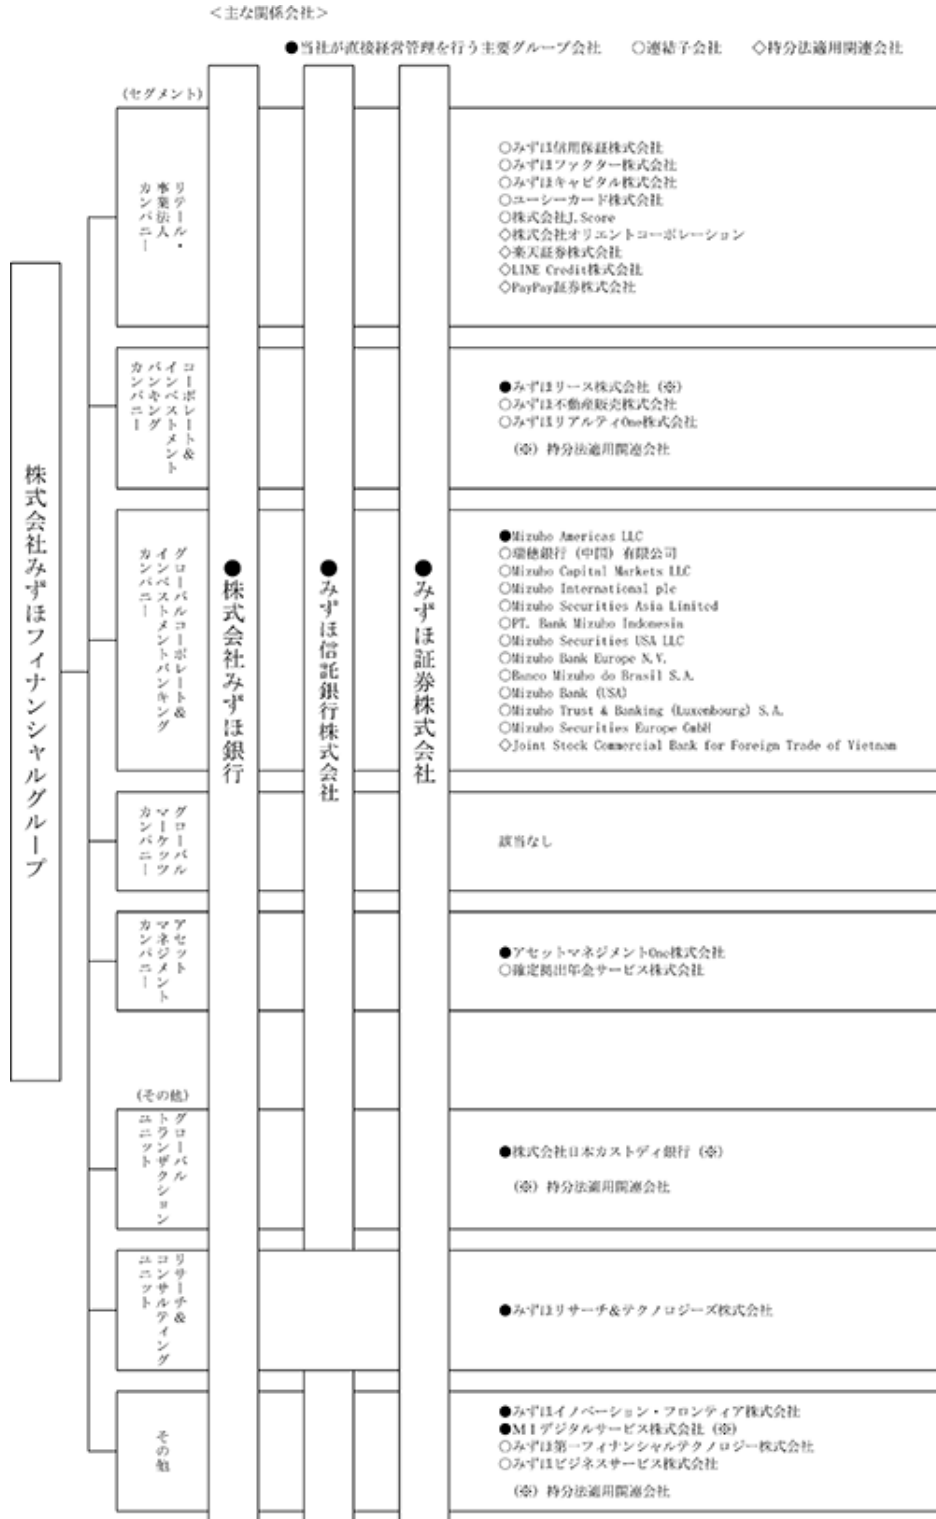 ＜主な関係会社＞
●当社が直接経営管理を行う主要グループ会社　○連結子会社　◇持分法適用関連会社
(セグメント)
株式会社みずほフィナンシャルグループ
●株式会社みずほ銀行
●みずほ信託銀行株式会社
●みずほ証券株式会社
リテール・
事業法人
カンパニー
○みずほ信用保証株式会社
○みずほファクター株式会社
○みずほキャピタル株式会社
○ユーシーカード株式会社
○株式会社J.Score
◇株式会社オリエントコーポレーション
◇楽天証券株式会社
◇LINE Credit株式会社
◇PayPay証券株式会社
コーポレート&
インベストメント
バンキング
カンパニー
●みずほリース株式会社 (※)
○みずほ不動産販売株式会社
○みずほリアルティOne株式会社
(※) 持分法適用関連会社
グローバルコーポレート&
インベストメントバンキング
カンパニー
●Mizuho Americas LLC
○瑞穂銀行 (中国) 有限公司
○Mizuho Capital Markets LLC
○Mizuho International plc
○Mizuho Securities Asia Limited
○PT. Bank Mizuho Indonesia
○Mizuho Securities USA LLC
○Mizuho Bank Europe N.V.
○Banco Mizuho do Brasil S.A.
○Mizuho Bank (USA)
○Mizuho Trust & Banking (Luxembourg) S.A.
○Mizuho Securities Europe GmbH
◇Joint Stock Commercial Bank for Foreign Trade of Vietnam
グローバル
マーケッツ
カンパニー
該当なし
アセット
マネジメント
カンパニー
●アセットマネジメントOne株式会社
○確定拠出年金サービス株式会社
(その他)
グローバル
トランザクション
ユニット
●株式会社日本カストディ銀行 (※)
(※) 持分法適用関連会社
リサーチ&
コンサルティング
ユニット
●みずほリサーチ&テクノロジーズ株式会社
その他
●みずほイノベーション・フロンティア株式会社
●MIデジタルサービス株式会社 (※)
○みずほ第一フィナンシャルテクノロジー株式会社
○みずほビジネスサービス株式会社
(※) 持分法適用関連会社